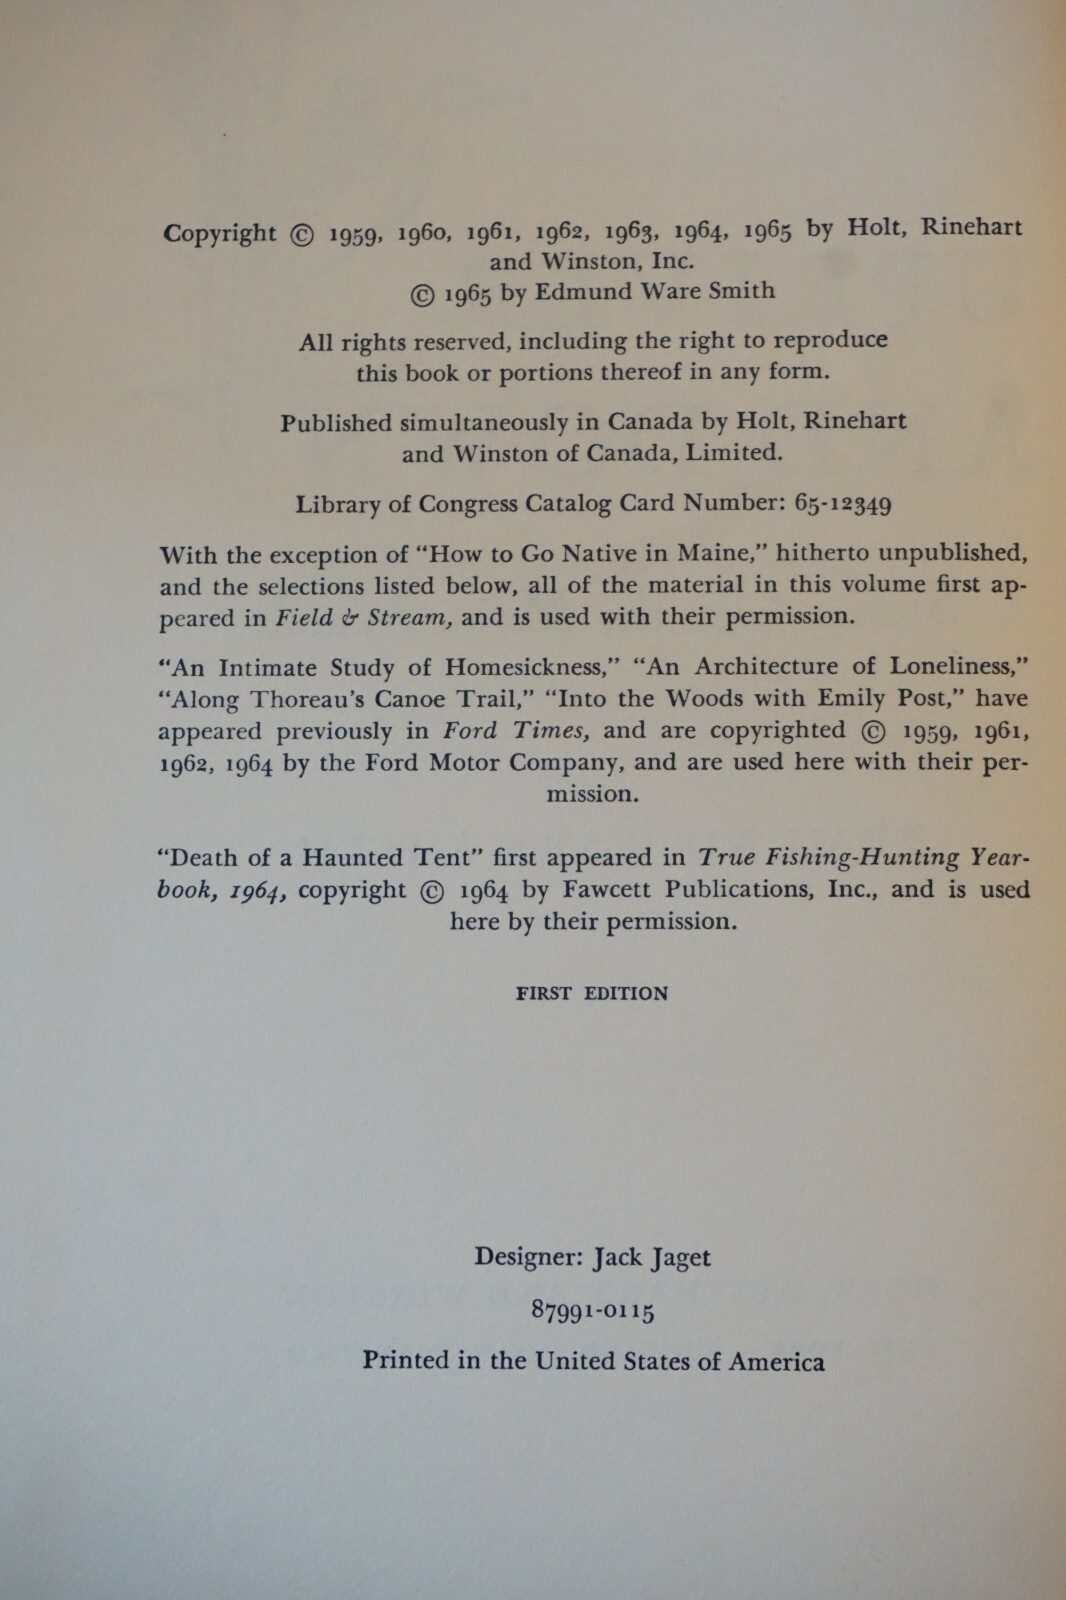 Copyright © 1959, 1960, 1961, 1962, 1963, 1964, 1965 by Holt, Rinehart
and Winston, Inc.
© 1965 by Edmund Ware Smith
All rights reserved, including the right to reproduce
this book or portions thereof in any form.
Published simultaneously in Canada by Holt, Rinehart
and Winston of Canada, Limited.
Library of Congress Catalog Card Number: 65-12349
With the exception of “How to Go Native in Maine,” hitherto unpublished,
and the selections listed below, all of the material in this volume first ap-
peared in Field & Stream, and is used with their permission.
“An Intimate Study of Homesickness,” “An Architecture of Loneliness,”
“Along Thoreau’s Canoe Trail,” “Into the Woods with Emily Post,” have
appeared previously in Ford Times, and are copyrighted © 1959, 1961,
1962, 1964 by the Ford Motor Company, and are used here with their per-
mission.
“Death of a Haunted Tent” first appeared in True Fishing-Hunting Year-
book, 1964, copyright © 1964 by Fawcett Publications, Inc., and is used
here by their permission.
FIRST EDITION
Designer: Jack Jaget
87991-0115
Printed in the United States of America